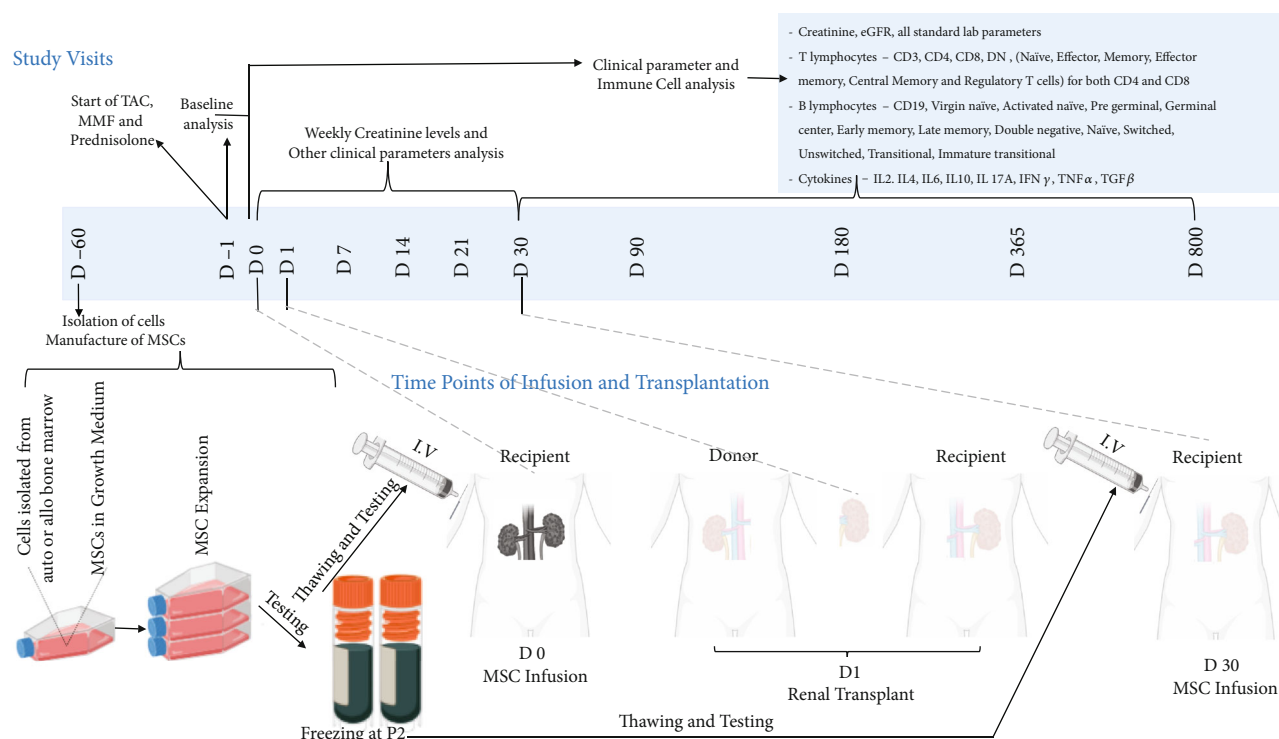 Study Visits
Start of TAC,
MMF and
Prednisolone
Baseline
analysis
Weekly Creatinine levels and
Other clinical parameters analysis
Clinical parameter and
Immune Cell analysis
- Creatinine, eGFR, all standard lab parameters
- T lymphocytes – CD3, CD4, CD8, DN , (Naïve, Effector, Memory, Effector
memory, Central Memory and Regulatory T cells) for both CD4 and CD8
- B lymphocytes – CD19, Virgin naïve, Activated naïve, Pre germinal, Germinal
center, Early memory, Late memory, Double negative, Naïve, Switched,
Unswitched, Transitional, Immature transitional
- Cytokines – IL2. IL4, IL6, IL10, IL 17A, IFN γ, TNF α, TGF β
D –60
D –1
D 0
D 1
D 7
D 14
D 21
D 30
D 90
D 180
D 365
D 800
Isolation of cells
Manufacture of MSCs
Time Points of Infusion and Transplantation
Cells isolated from
auto or allo bone marrow
MSCs in Growth Medium
MSC Expansion
Testing
Thawing and Testing
I.V
Recipient
Donor
Recipient
I.V
Recipient
D 0
MSC Infusion
D1
Renal Transplant
D 30
MSC Infusion
Freezing at P2
Thawing and Testing